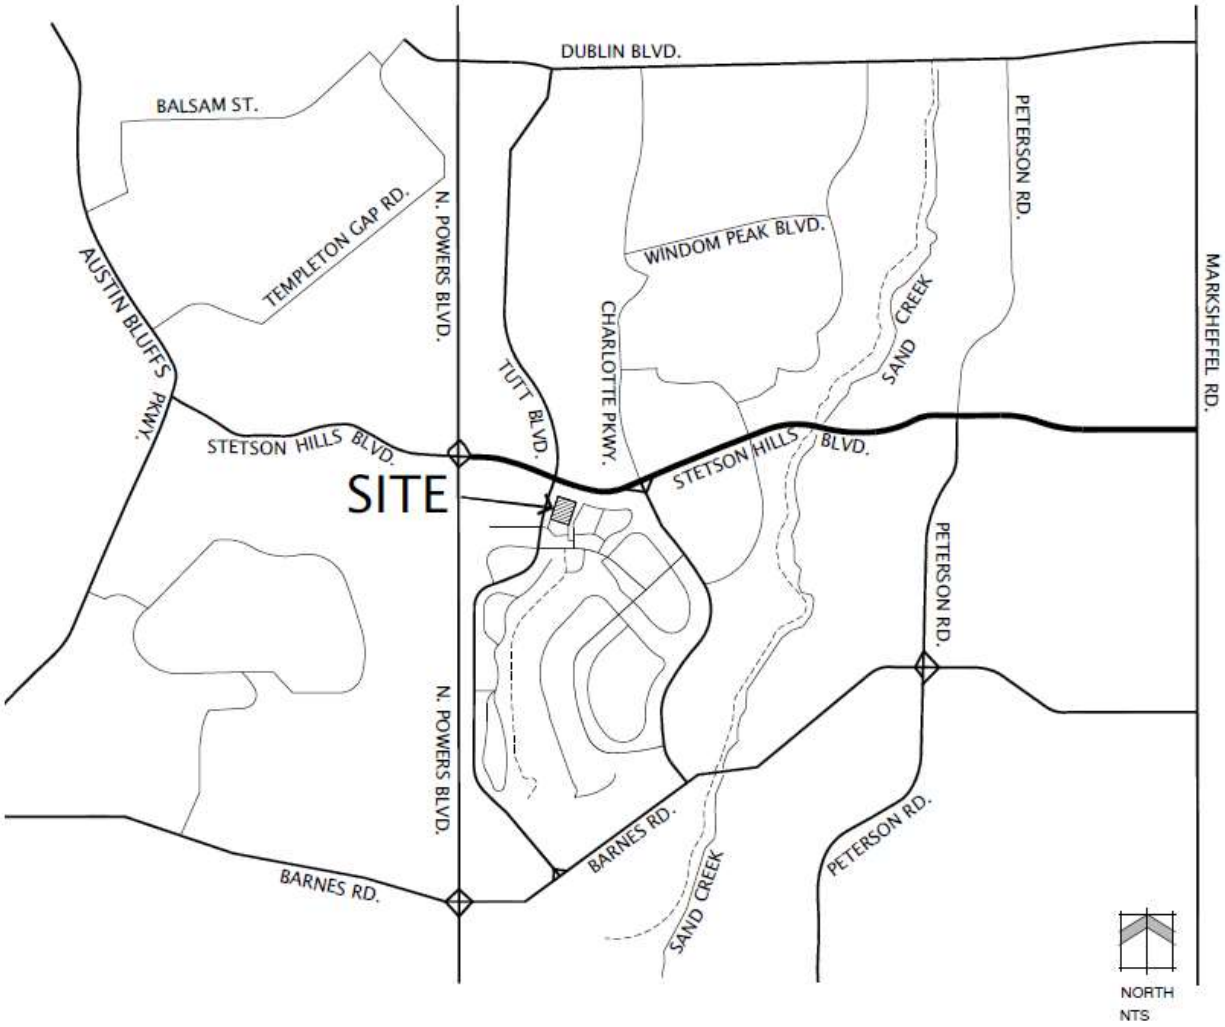 DUBLIN BLVD.
BALSAM ST.
PETERSON RD.
TEMPLETON GAP RD.
N. POWERS BLVD.
WINDOM PEAK BLVD.
AUSTIN BLUFFS PKWY.
SAND CREEK
MARKSHEFFEL RD.
CHARLOTTE PKWY.
TUTT BLVD.
STETSON HILLS BLVD.
STETSON HILLS BLVD.
SITE
PETERSON RD.
N. POWERS BLVD.
BARNES RD.
PETERSON RD.
BARNES RD.
SAND CREEK
NORTH
NTS